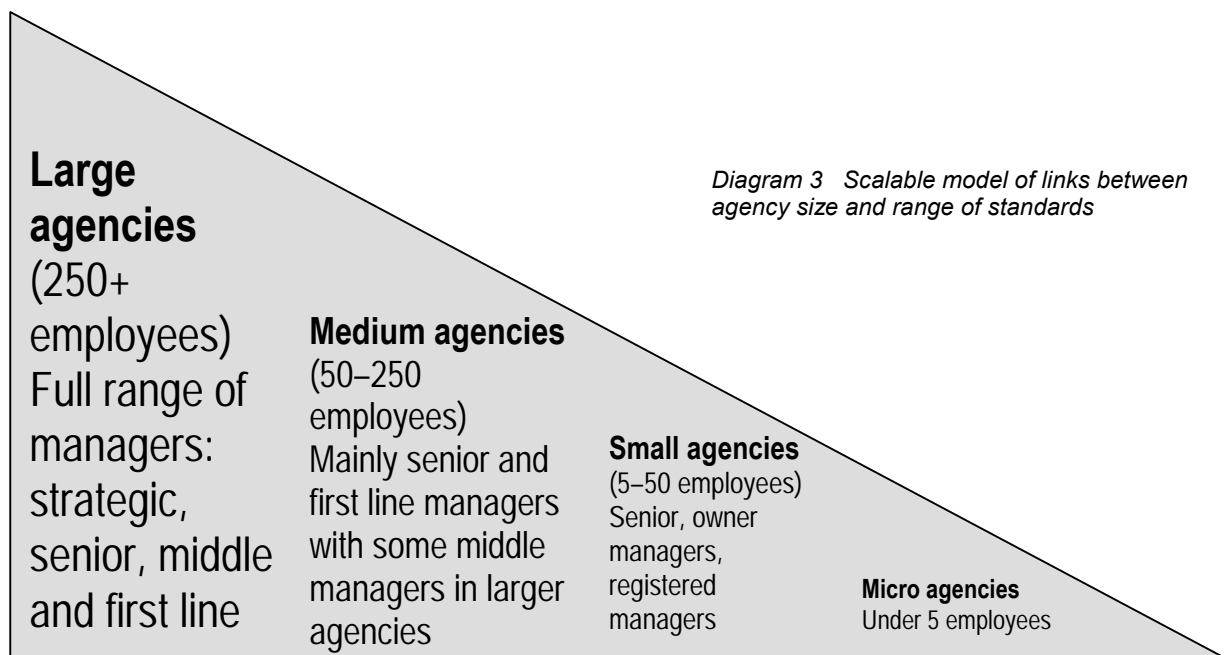 Large
agencies
(250+
employees)
Full range of
managers:
strategic,
senior, middle
and first line
Medium agencies
(50–250
employees)
Mainly senior and
first line managers
with some middle
managers in larger
agencies
Small agencies
(5–50 employees)
Senior, owner
managers,
registered
managers
Micro agencies
Under 5 employees
Diagram 3 Scalable model of links between
agency size and range of standards